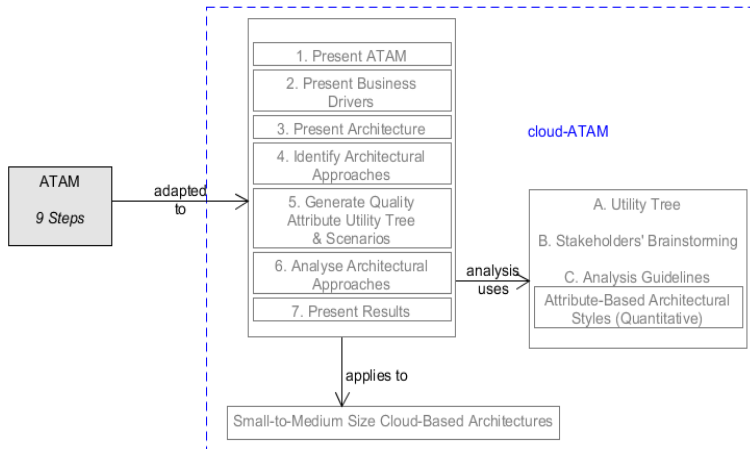 ATAM
9 Steps
adapted
to
1. Present ATAM
2. Present Business
Drivers
3. Present Architecture
4. Identify Architectural
Approaches
5. Generate Quality
Attribute Utility Tree
& Scenarios
6. Analyse Architectural
Approaches
7. Present Results
cloud-ATAM
analysis
uses
A. Utility Tree
B. Stakeholders' Brainstorming
C. Analysis Guidelines
Attribute-Based Architectural
Styles (Quantitative)
applies to
Small-to-Medium Size Cloud-Based Architectures